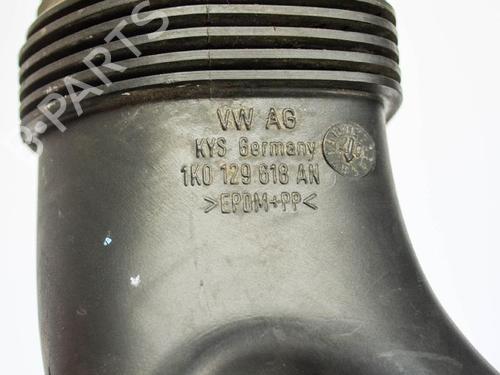 B-PARTS
VW AG
KYS Germany
1K0 129 618 AN
>EPDM+PP<